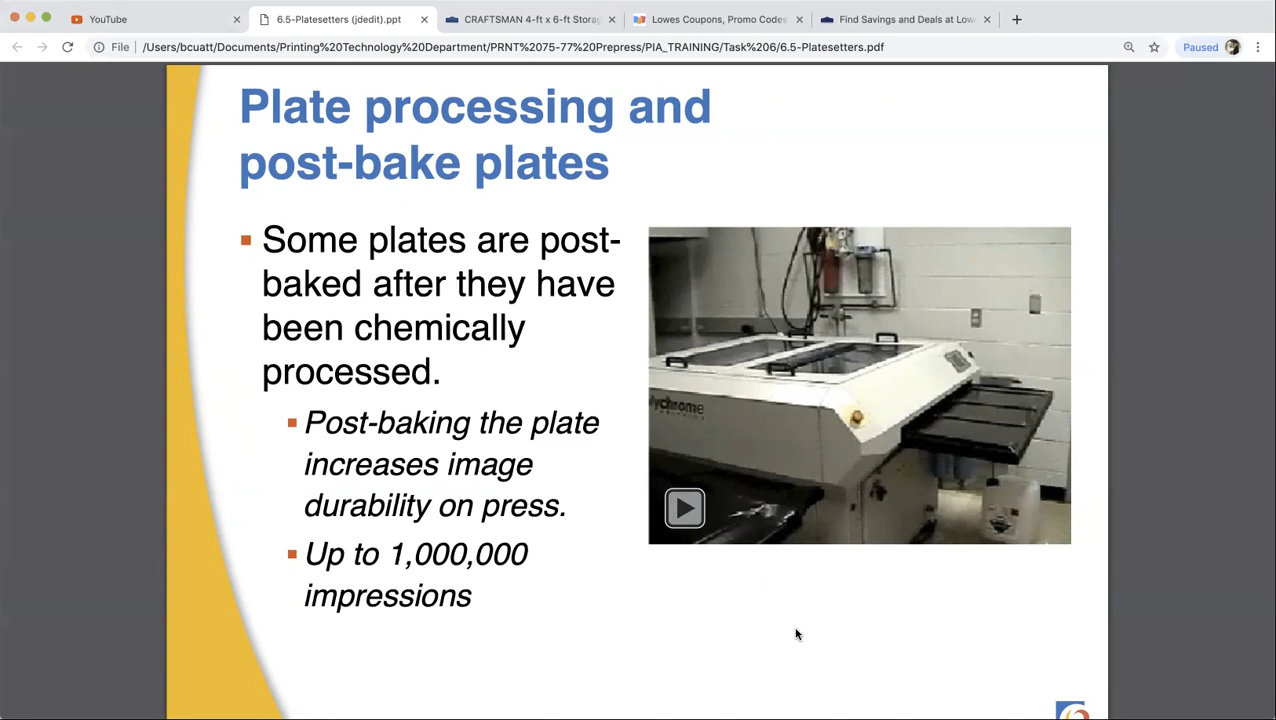 YouTube
6.5-Platesetters (jdedit).ppt
CRAFTSMAN 4-ft x 6-ft Storag
Lowes Coupons, Promo Codes
Find Savings and Deals at Low
File
/Users/bcuatt/Documents/Printing%20Technology%20Department/PRNT%2075-77%20Prepress/PIA_TRAINING/Task%206/6.5-Platesetters.pdf
Paused
Plate processing and
post-bake plates
Some plates are post-
baked after they have
been chemically
processed.
Post-baking the plate
increases image
durability on press.
Up to 1,000,000
impressions